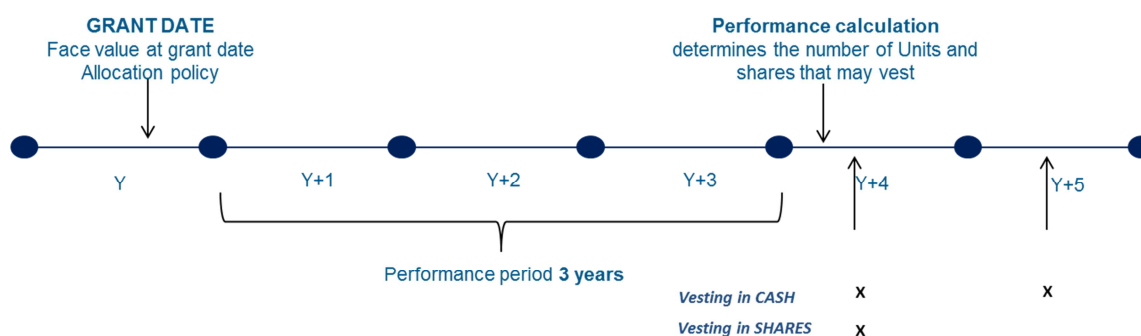 GRANT DATE
Face value at grant date
Allocation policy
Performance calculation
determines the number of Units and
shares that may vest
Y
Y+1
Y+2
Y+3
Y+4
Y+5
Performance period 3 years
Vesting in CASH X X
Vesting in SHARES X